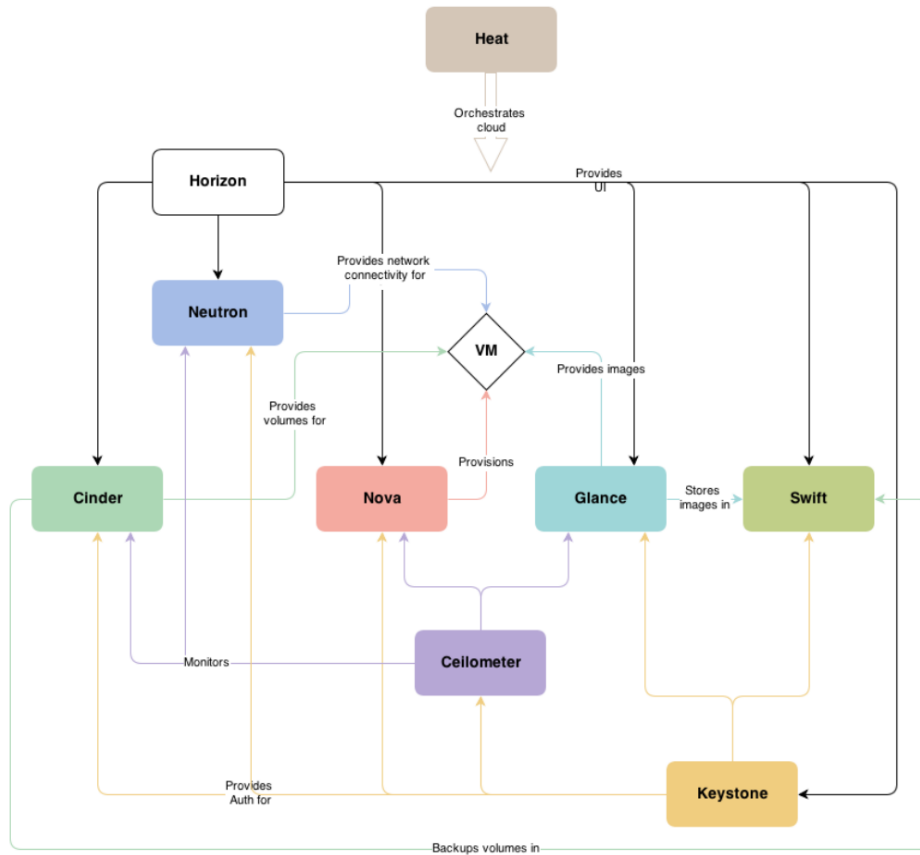 Heat
Orchestrates
cloud
Horizon
Provides
UI
Provides network
connectivity for
Neutron
VM
Provides images
Provides
volumes for
Provisions
Cinder
Nova
Glance
Stores
images in
Swift
Monitors
Ceilometer
Provides
Auth for
Keystone
Backups volumes in